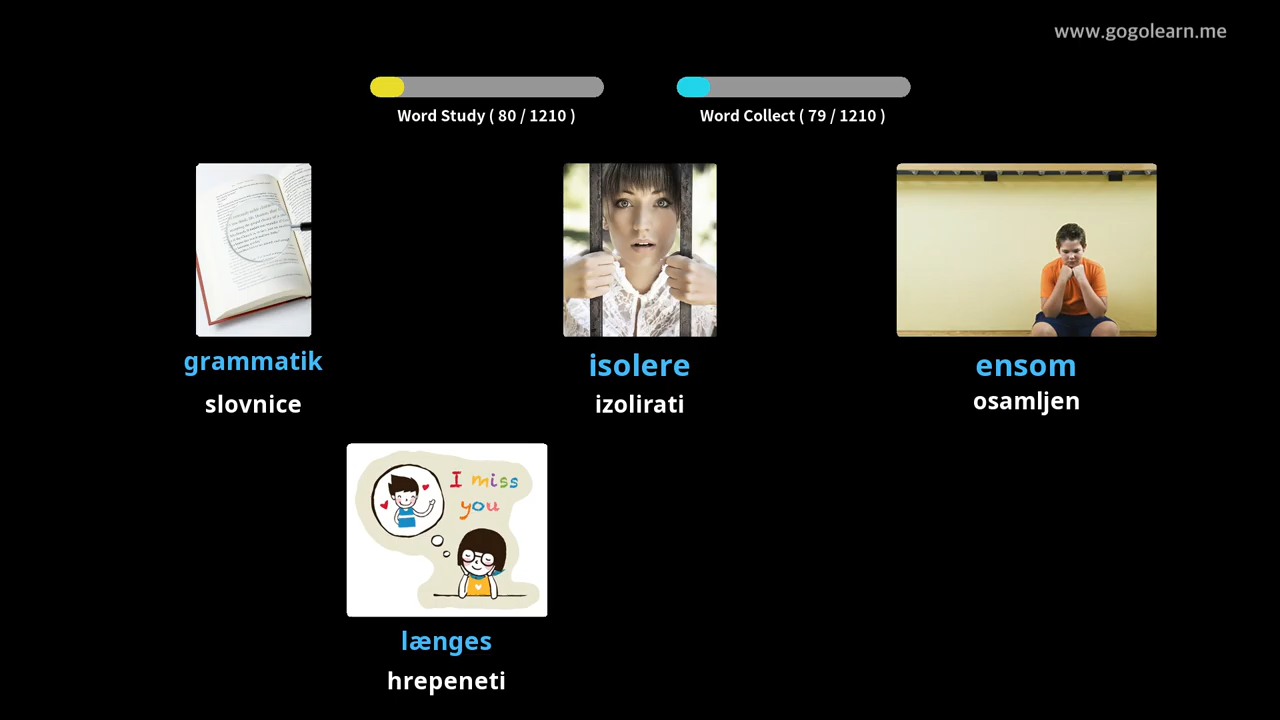 www.gogolearn.me
Word Study ( 80 / 1210 )
Word Collect ( 79 / 1210 )
grammatik
slovnice
isolere
izolirati
ensom
osamljen
I miss
you
længes
hrepeneti